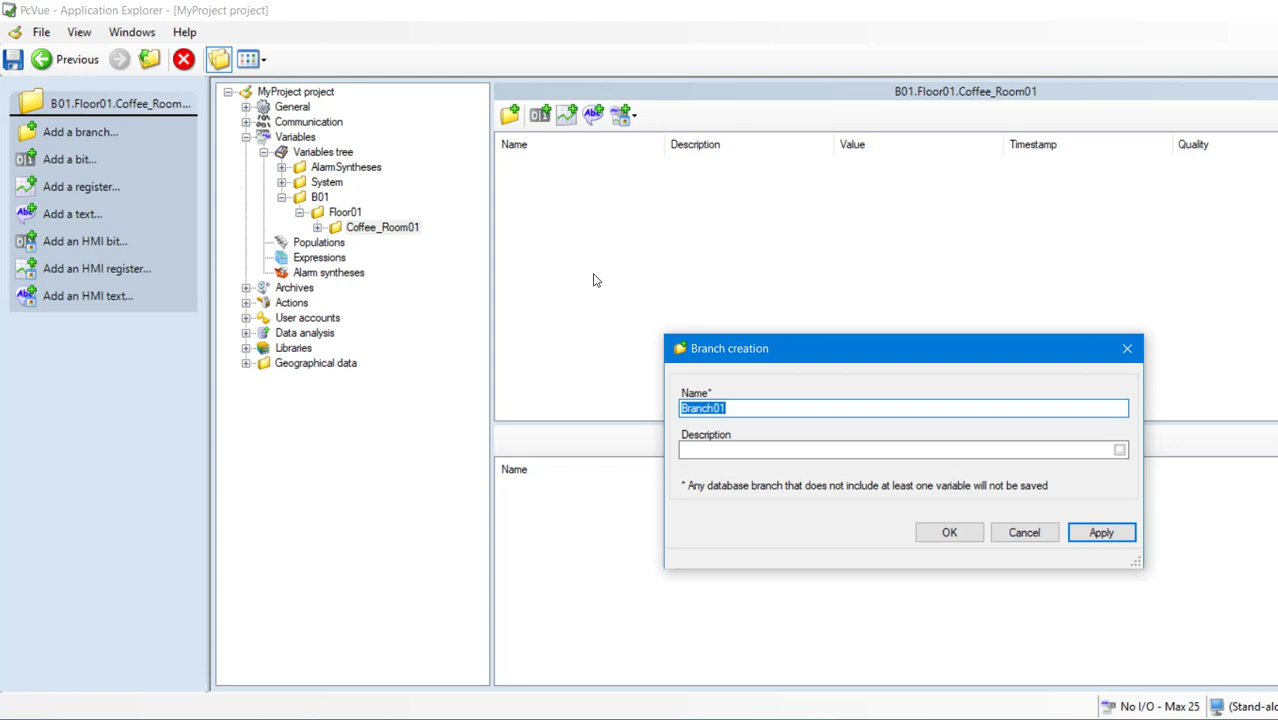 PcVue - Application Explorer - [MyProject project]
File View Windows Help
Previous
B01.Floor01.Coffee_Room...
Add a branch...
Add a bit...
Add a register...
Add a text...
Add an HMI bit...
Add an HMI register...
Add an HMI text...
MyProject project
General
Communication
Variables
Variables tree
AlarmSyntheses
System
B01
Floor01
Coffee_Room01
Populations
Expressions
Alarm syntheses
Archives
Actions
User accounts
Data analysis
Libraries
Geographical data
B01.Floor01.Coffee_Room01
Name Description Value Timestamp Quality
Name
Branch creation
Name*
Branch01
Description
* Any database branch that does not include at least one variable will not be saved
OK Cancel Apply
No I/O - Max 25 (Stand-alo